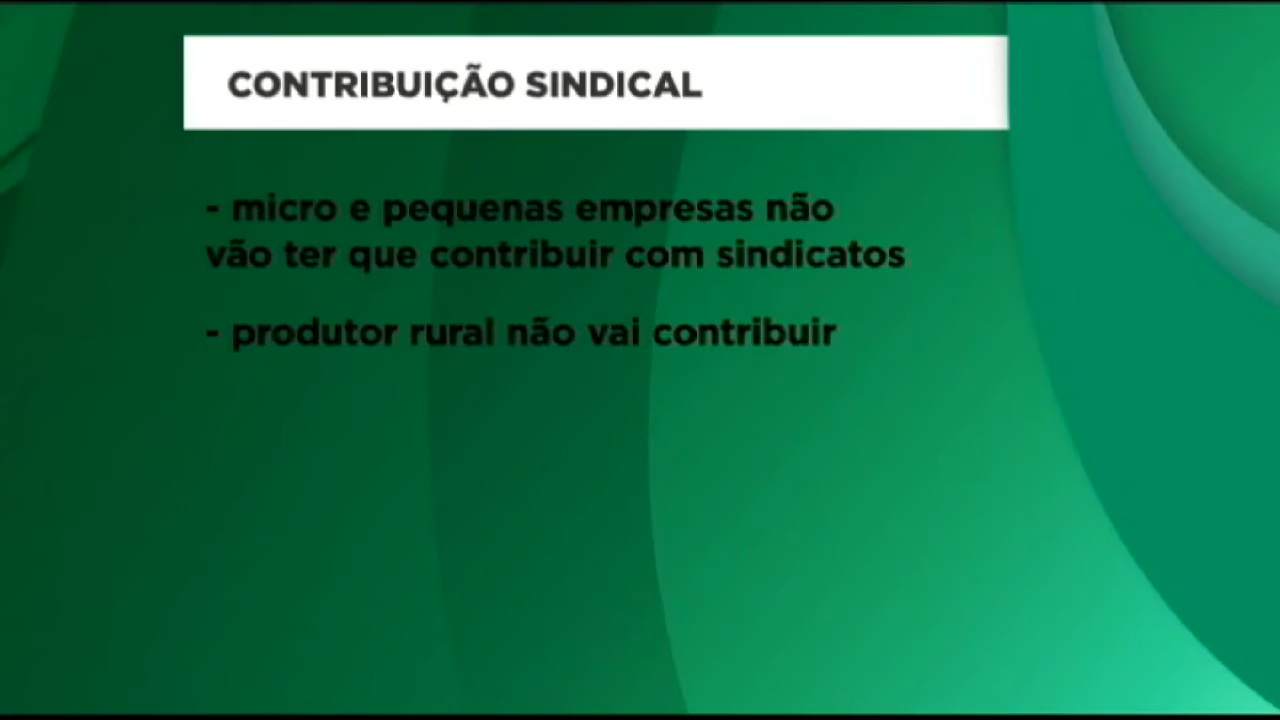 CONTRIBUIÇÃO SINDICAL
- micro e pequenas empresas não
vão ter que contribuir com sindicatos
- produtor rural não vai contribuir